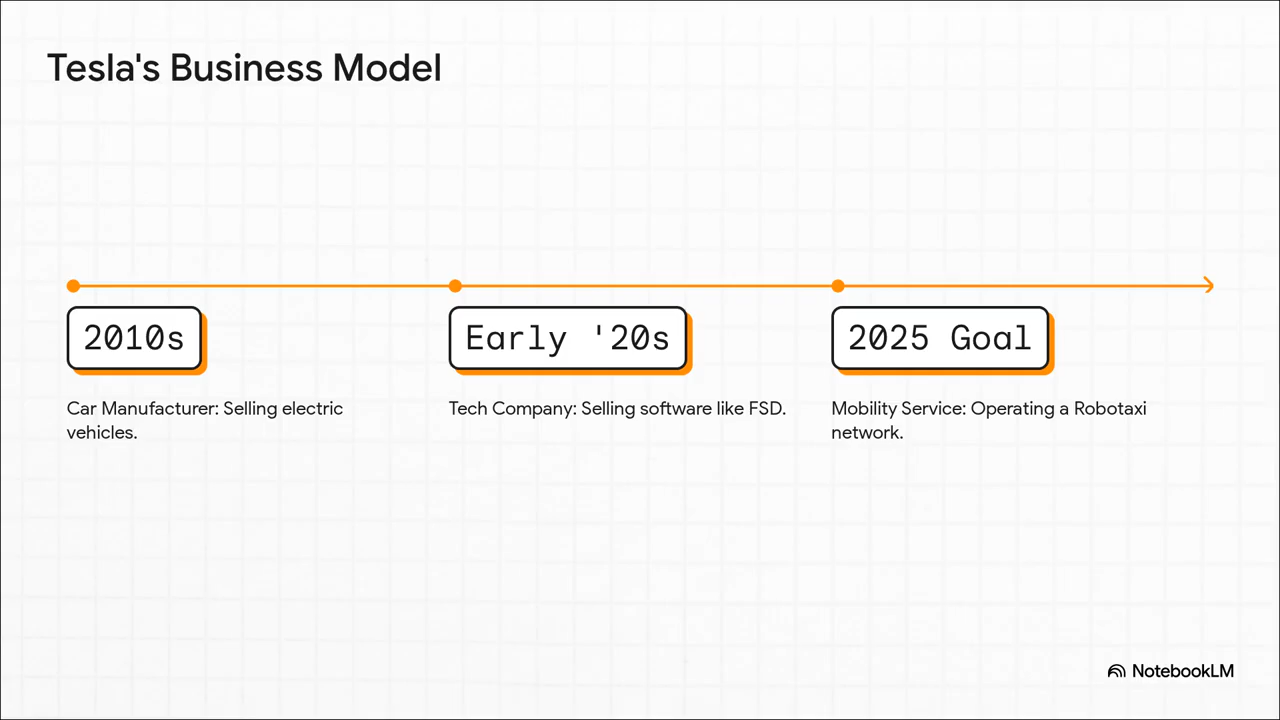 Tesla's Business Model
2010s
Car Manufacturer: Selling electric
vehicles.
Early '20s
Tech Company: Selling software like FSD.
2025 Goal
Mobility Service: Operating a Robotaxi
network.
NotebookLM